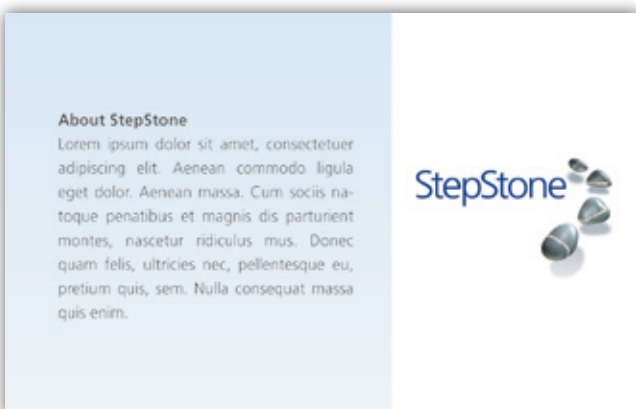 About StepStone
Lorem ipsum dolor sit amet, consectetuer
adipiscing elit. Aenean commodo ligula
eget dolor. Aenean massa. Cum sociis na-
toque penatibus et magnis dis parturient
montes, nascetur ridiculus mus. Donec
quam felis, ultricies nec, pellentesque eu,
pretium quis, sem. Nulla consequat massa
quis enim.
StepStone